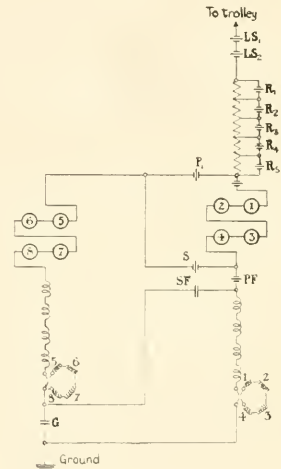 To trolley
LS₁
LS₂
R₁
R₂
R₃
R₄
R₅
P₁
6 5
2 1
8 7
4 3
S
SF
PF
5 6
8 7
1 2
4 3
G
Ground